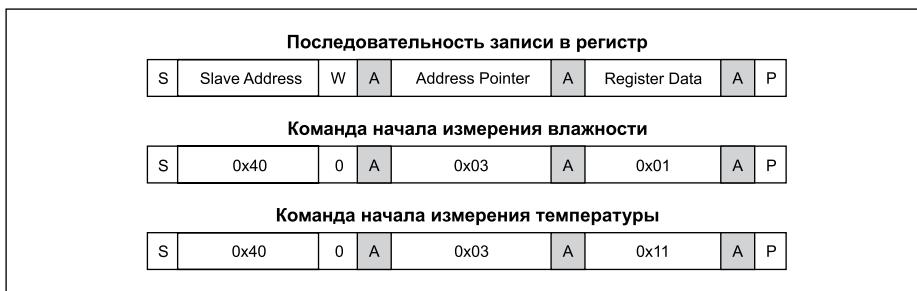 Последовательность записи в регистр
S Slave Address W A Address Pointer A Register Data A P
Команда начала измерения влажности
S 0x40 0 A 0x03 A 0x01 A P
Команда начала измерения температуры
S 0x40 0 A 0x03 A 0x11 A P